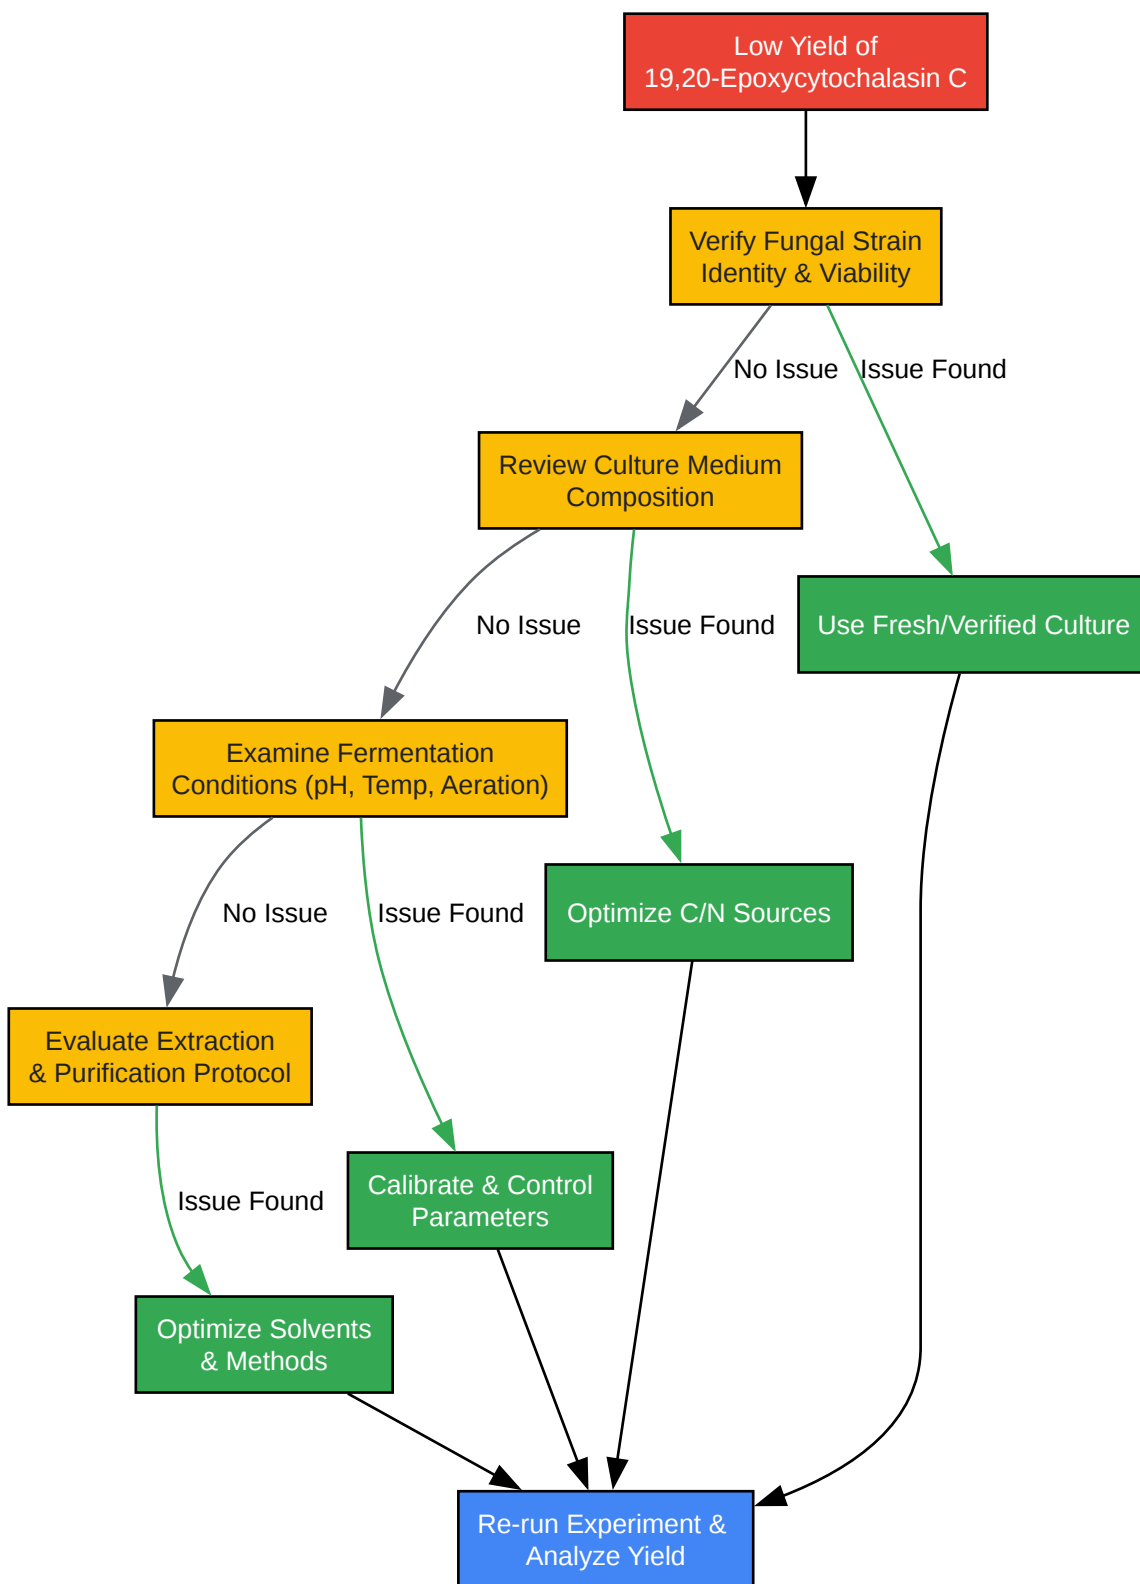 Low Yield of
19,20-Epoxycytochalasin C
Verify Fungal Strain
Identity & Viability
No Issue
Issue Found
Review Culture Medium
Composition
No Issue
Issue Found
Use Fresh/Verified Culture
Examine Fermentation
Conditions (pH, Temp, Aeration)
No Issue
Issue Found
Optimize C/N Sources
Evaluate Extraction
& Purification Protocol
Issue Found
Calibrate & Control
Parameters
Optimize Solvents
& Methods
Re-run Experiment &
Analyze Yield